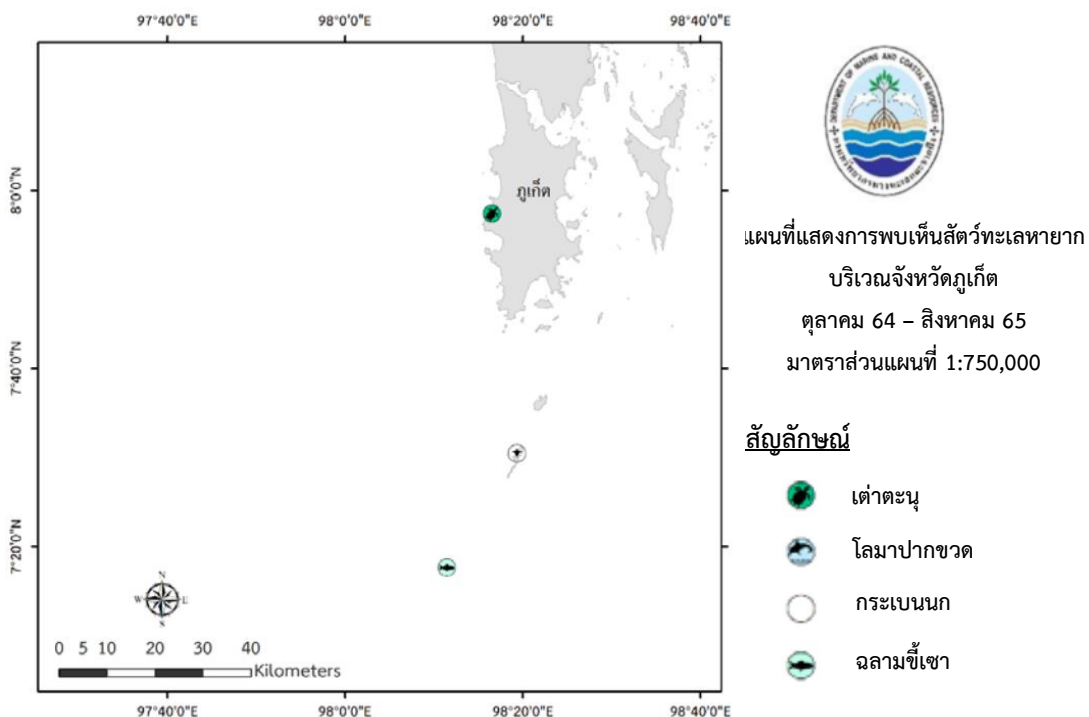 97°40'0"E 98°0'0"E 98°20'0"E 98°40'0"E
8°0'0"N
7°40'0"N
7°20'0"N
ภูเก็ต
N
W
S
0 5 10 20 30 40
Kilometers
97°40'0"E 98°0'0"E 98°20'0"E 98°40'0"E
DEPARTMENT OF MARINE AND COASTAL RESOURCES
แผนที่แสดงการพบเห็นสัตว์ทะเลหายาก
บริเวณจังหวัดภูเก็ต
ตุลาคม 64 – สิงหาคม 65
มาตราส่วนแผนที่ 1:750,000
สัญลักษณ์
เต่าตะนุ
โลมาปากขวด
กระเบนนก
ฉลามขี้เซา